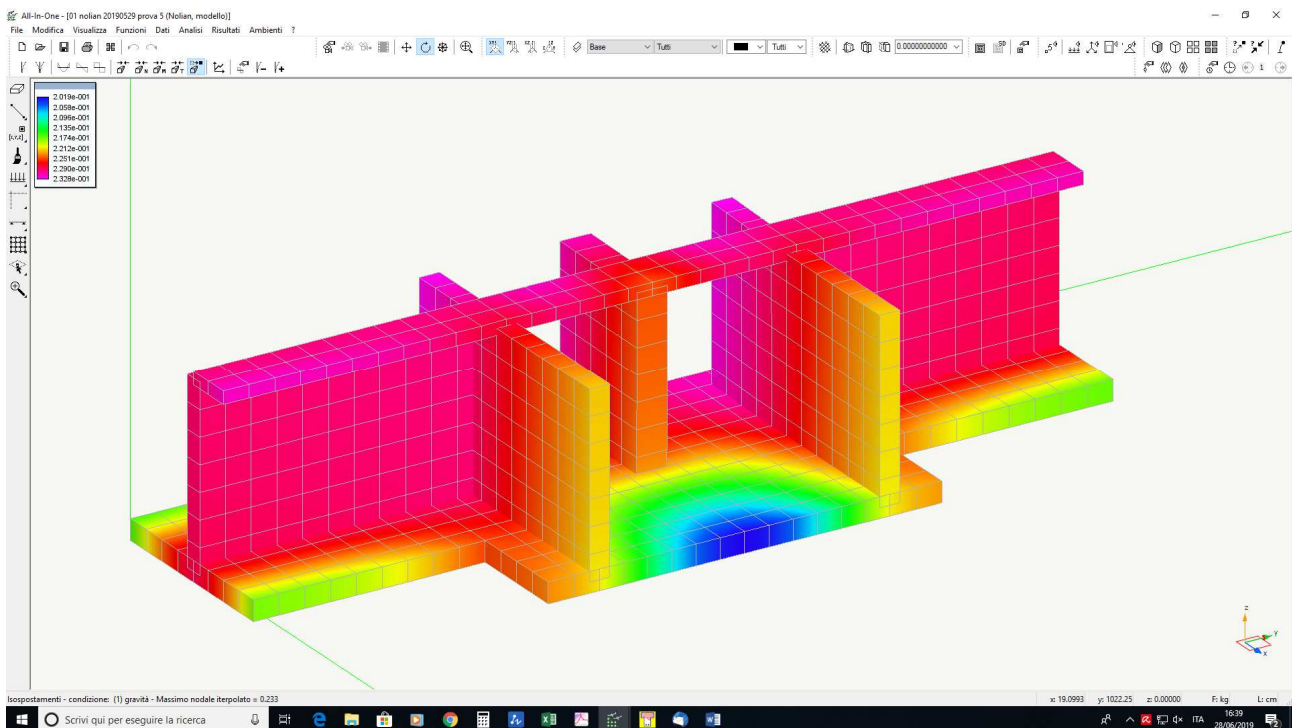 All-In-One - [01 nolian 20190529 prova 5 (Nolian, modello)]
File Modifica Visualizza Funzioni Dati Analisi Risultati Ambienti ?
Base Tutti Tutti 0.00000000000
1
2.019e-001
2.058e-001
2.096e-001
2.135e-001
2.174e-001
2.212e-001
2.251e-001
2.290e-001
2.328e-001
[x,y,z]
z
y
x
Isospostamenti - condizione: (1) gravità - Massimo nodale iterpolato = 0.233 x: 19.0993 y: 1022.25 z: 0.00000 F: kg L: cm
Scrivi qui per eseguire la ricerca ITA 16:39
28/06/2019 2